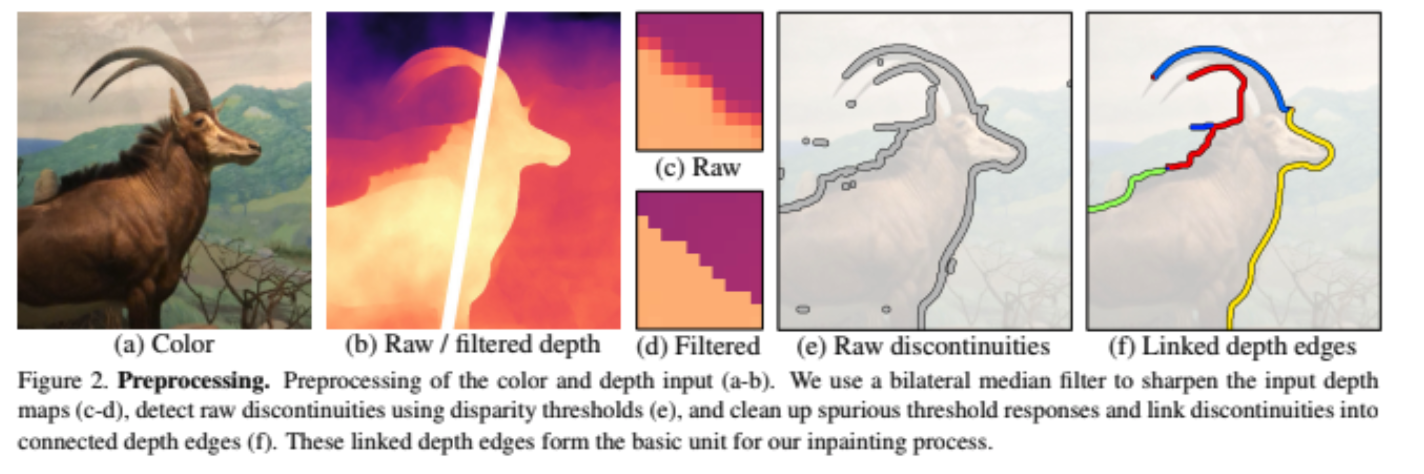 (a) Color
(b) Raw / filtered depth
(c) Raw
(d) Filtered
(e) Raw discontinuities
(f) Linked depth edges
Figure 2. Preprocessing. Preprocessing of the color and depth input (a-b). We use a bilateral median filter to sharpen the input depth
maps (c-d), detect raw discontinuities using disparity thresholds (e), and clean up spurious threshold responses and link discontinuities into
connected depth edges (f). These linked depth edges form the basic unit for our inpainting process.